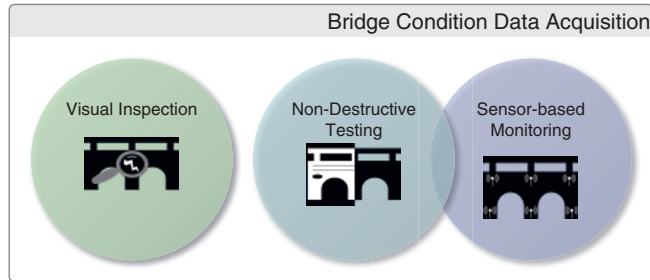 Bridge Condition Data Acquisition
Visual Inspection
Non-Destructive
Testing
Sensor-based
Monitoring